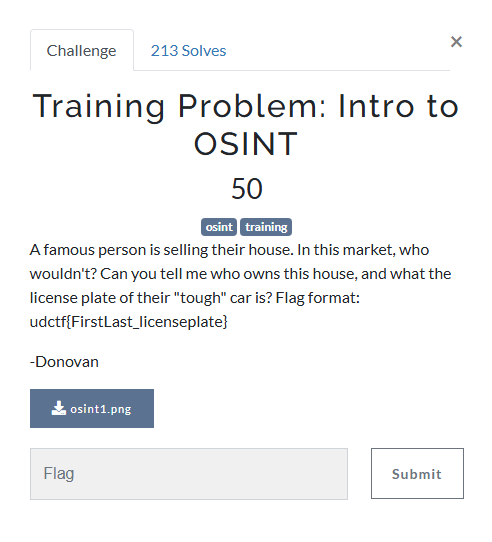 Challenge
213 Solves
×
Training Problem: Intro to
OSINT
50
osint training
A famous person is selling their house. In this market, who
wouldn't? Can you tell me who owns this house, and what the
license plate of their "tough" car is? Flag format:
udctf{FirstLast_licenseplate}
-Donovan
osint1.png
Flag
Submit